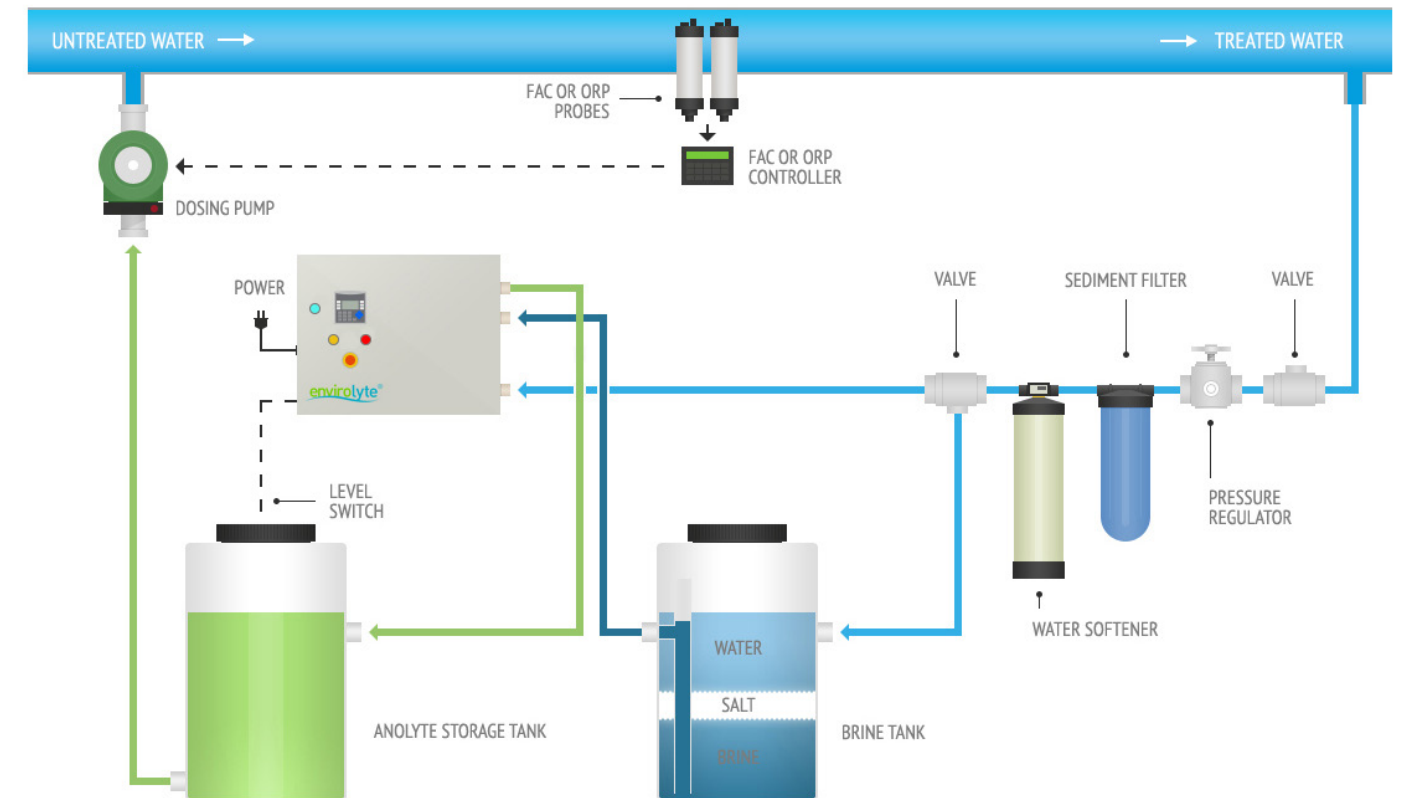 UNTREATED WATER
TREATED WATER
FAC OR ORP
PROBES
FAC OR ORP
CONTROLLER
DOSING PUMP
POWER
VALVE
SEDIMENT FILTER
VALVE
envirolyte®
LEVEL
SWITCH
PRESSURE
REGULATOR
WATER SOFTENER
WATER
SALT
ANOLYTE STORAGE TANK
BRINE TANK
BRINE